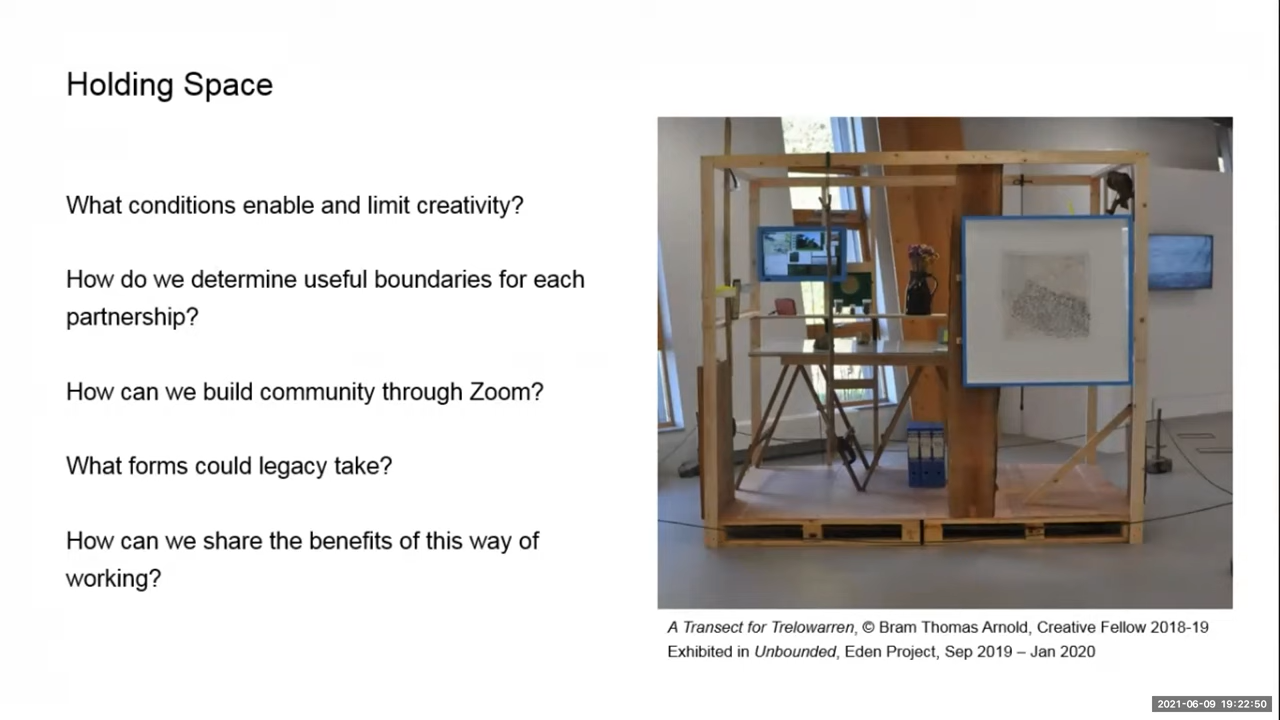 Holding Space
What conditions enable and limit creativity?
How do we determine useful boundaries for each
partnership?
How can we build community through Zoom?
What forms could legacy take?
How can we share the benefits of this way of
working?
A Transect for Trelowarren, © Bram Thomas Arnold, Creative Fellow 2018-19
Exhibited in Unbounded, Eden Project, Sep 2019 – Jan 2020
2021-06-09 19:22:50